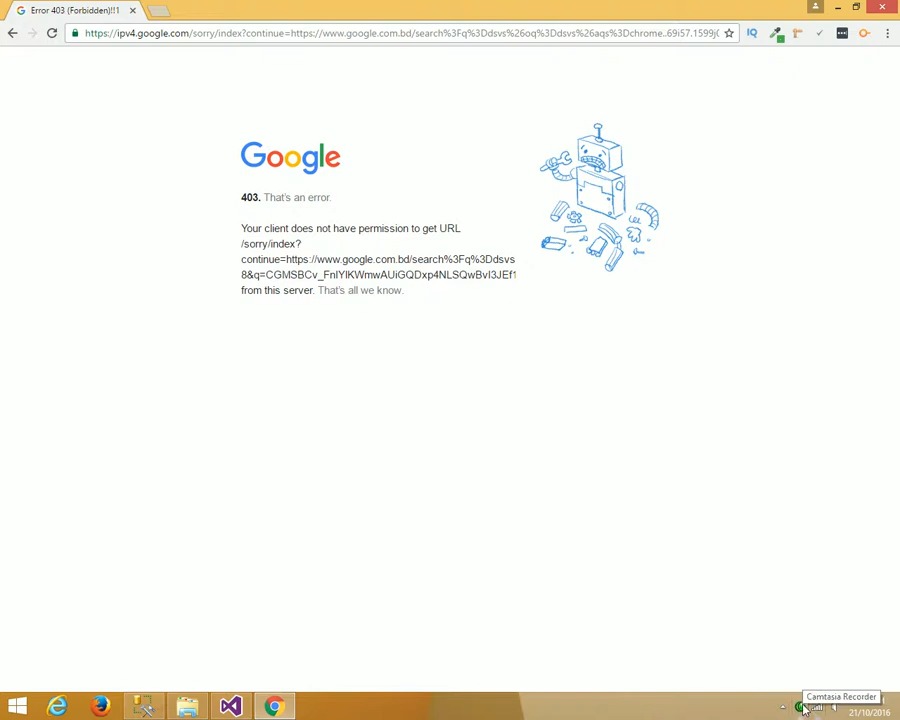 Error 403 (Forbidden)!!1
https://ipv4.google.com/sorry/index?continue=https://www.google.com.bd/search%3Fq%3Ddsvs%26oq%3Ddsvs%26aqs%3Dchrome..69i57.1599j0
IQ
Google
403. That's an error.
Your client does not have permission to get URL
/sorry/index?
continue=https://www.google.com.bd/search%3Fq%3Ddsvs
8&q=CGMSBCv_FnIYlKWmwAUiGQDxp4NLSQwBvI3JEf1
from this server. That's all we know.
Camtasia Recorder
21/10/2016